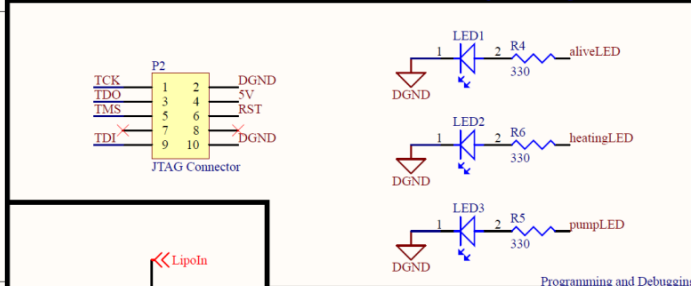 P2
TCK 1 2 DGND
TDO 3 4 5V
TMS 5 6 RST
7 8
TDI 9 10 DGND
JTAG Connector
LED1
1 2 R4 aliveLED
330
DGND
LED2
1 2 R6 heatingLED
330
DGND
LED3
1 2 R5 pumpLED
330
DGND
LipoIn
Programming and Debugging